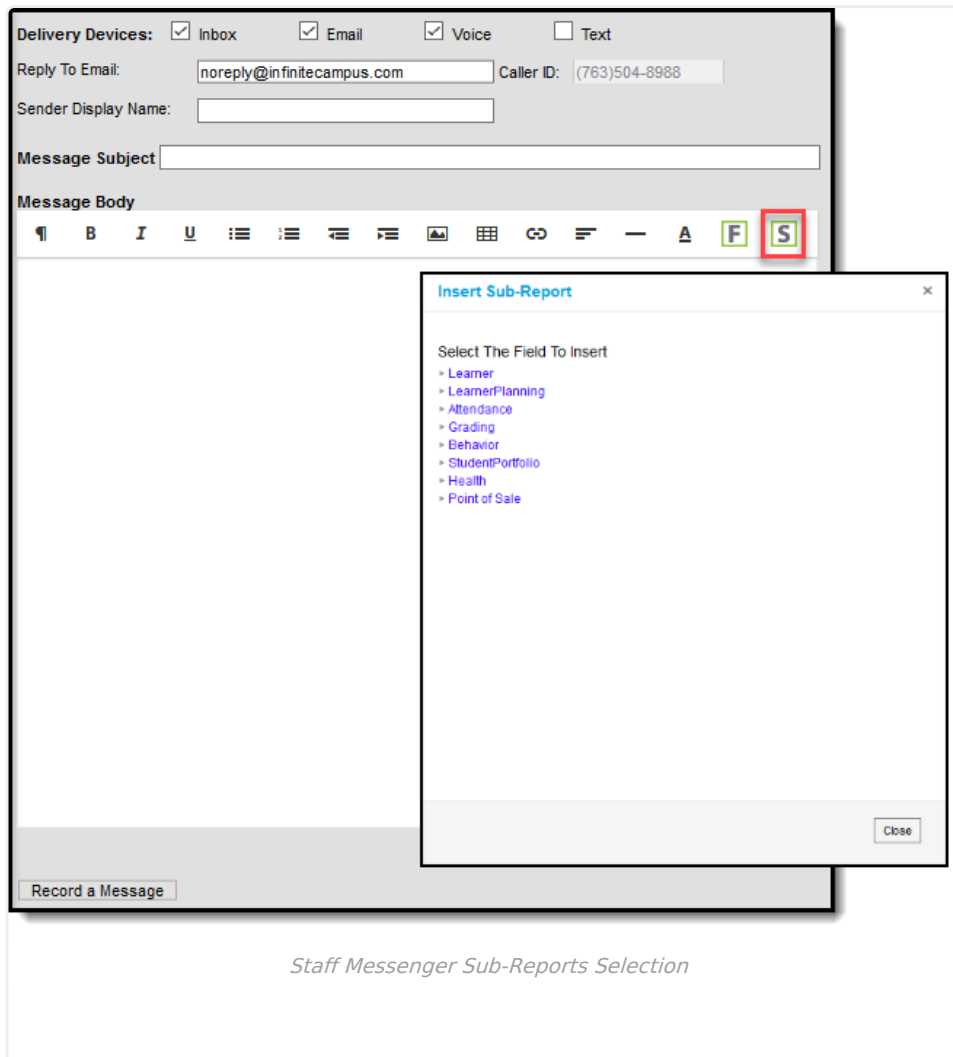 Delivery Devices: Inbox Email Voice Text
Reply To Email: noreply@infinitecampus.com Caller ID: (763)504-8988
Sender Display Name:
Message Subject
Message Body
¶ B I U A F S
Insert Sub-Report ×
Select The Field To Insert
Learner
LearnerPlanning
Attendance
Grading
Behavior
StudentPortfolio
Health
Point of Sale
Close
Record a Message
Staff Messenger Sub-Reports Selection